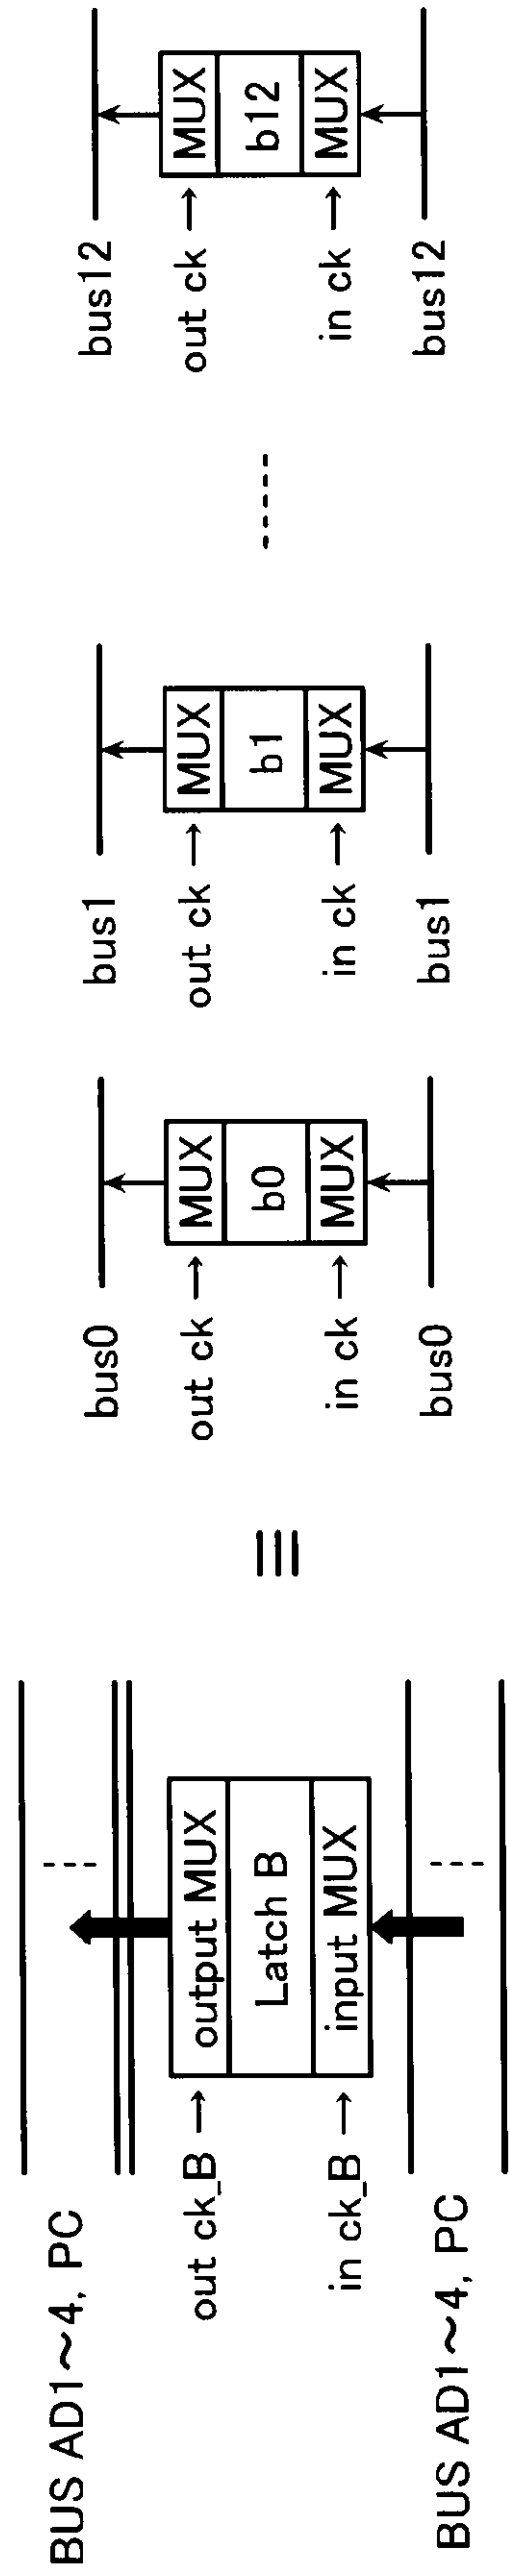 BUS AD1~4, PC
out ck_B
output MUX
Latch B
in ck_B
input MUX
BUS AD1~4, PC
≡
bus0
out ck
MUX
b0
in ck
MUX
bus0
bus1
out ck
MUX
b1
in ck
MUX
bus1
bus12
out ck
MUX
b12
in ck
MUX
bus12